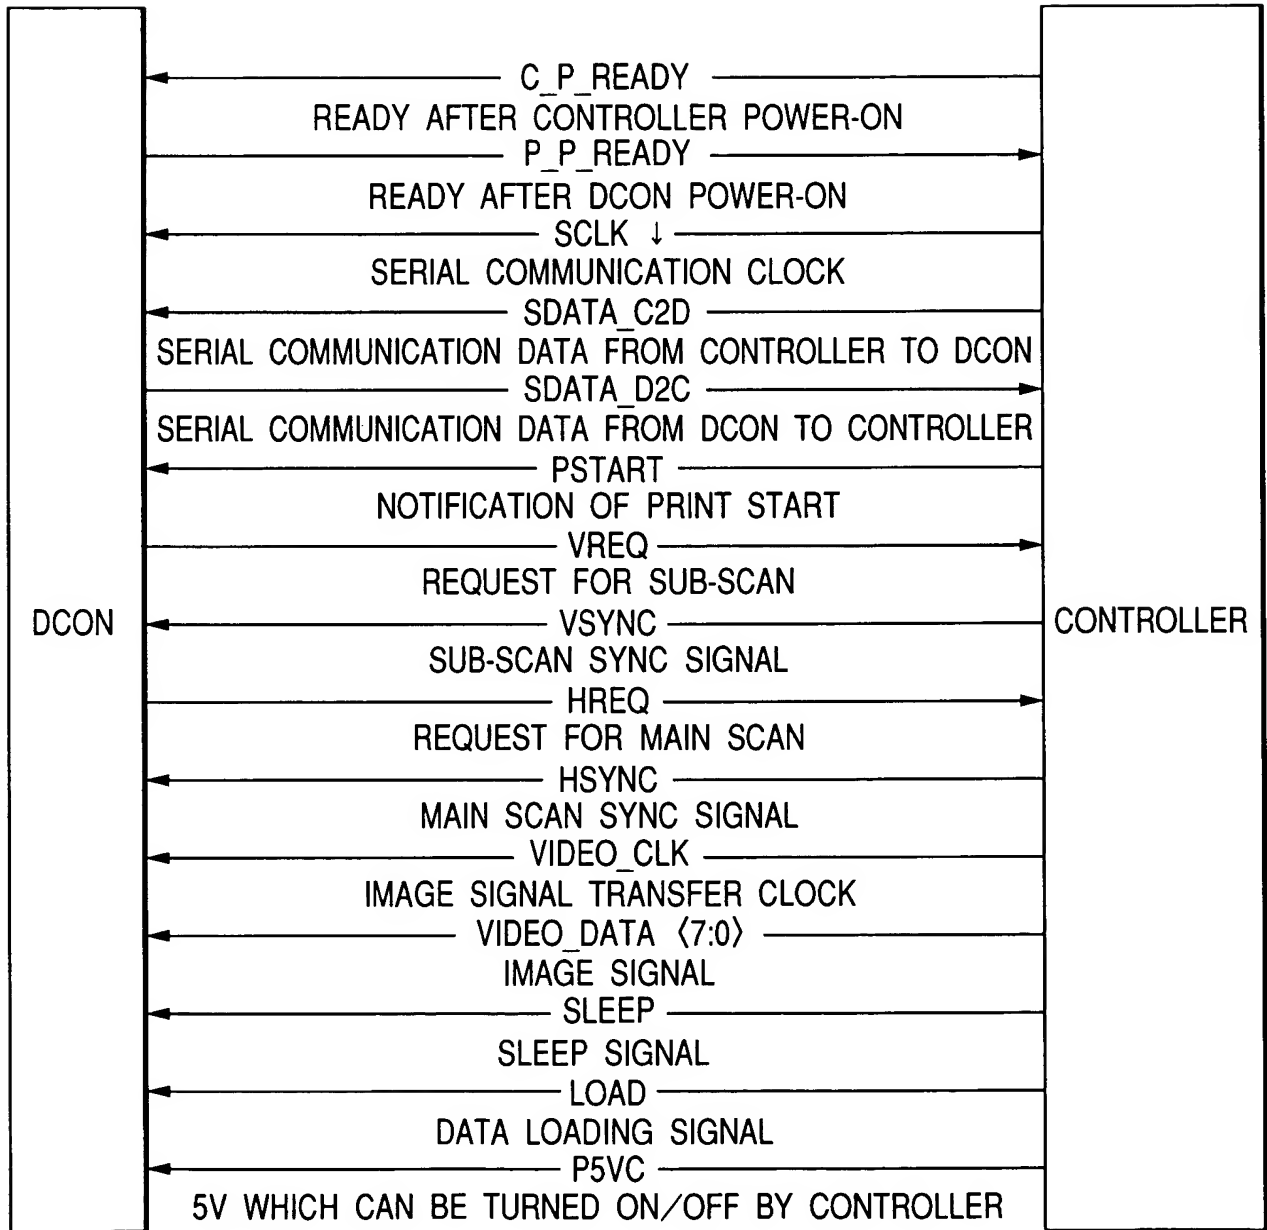 C_P_READY
READY AFTER CONTROLLER POWER-ON
P_P_READY
READY AFTER DCON POWER-ON
SCLK ↓
SERIAL COMMUNICATION CLOCK
SDATA_C2D
SERIAL COMMUNICATION DATA FROM CONTROLLER TO DCON
SDATA_D2C
SERIAL COMMUNICATION DATA FROM DCON TO CONTROLLER
PSTART
NOTIFICATION OF PRINT START
VREQ
REQUEST FOR SUB-SCAN
DCON
VSYNC
CONTROLLER
SUB-SCAN SYNC SIGNAL
HREQ
REQUEST FOR MAIN SCAN
HSYNC
MAIN SCAN SYNC SIGNAL
VIDEO_CLK
IMAGE SIGNAL TRANSFER CLOCK
VIDEO_DATA 〈7:0〉
IMAGE SIGNAL
SLEEP
SLEEP SIGNAL
LOAD
DATA LOADING SIGNAL
P5VC
5V WHICH CAN BE TURNED ON/OFF BY CONTROLLER